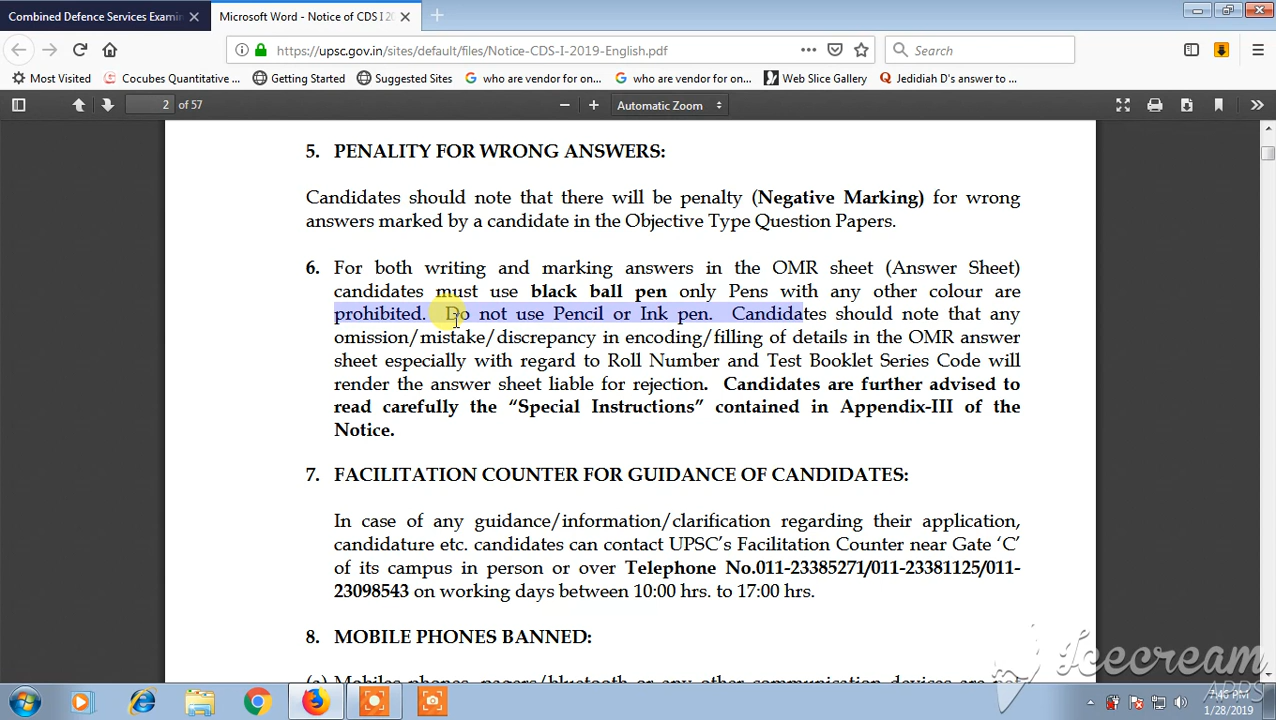 Combined Defence Services Examin
Microsoft Word - Notice of CDS I 20
https://upsc.gov.in/sites/default/files/Notice-CDS-I-2019-English.pdf
Search
Most Visited
Cocubes Quantitative ...
Getting Started
Suggested Sites
who are vendor for on...
who are vendor for on...
Web Slice Gallery
Jedidiah D's answer to ...
2 of 57
Automatic Zoom
5. PENALITY FOR WRONG ANSWERS:
Candidates should note that there will be penalty (Negative Marking) for wrong
answers marked by a candidate in the Objective Type Question Papers.
6. For both writing and marking answers in the OMR sheet (Answer Sheet)
candidates must use black ball pen only Pens with any other colour are
prohibited. Do not use Pencil or Ink pen. Candidates should note that any
omission/mistake/discrepancy in encoding/filling of details in the OMR answer
sheet especially with regard to Roll Number and Test Booklet Series Code will
render the answer sheet liable for rejection. Candidates are further advised to
read carefully the “Special Instructions” contained in Appendix-III of the
Notice.
7. FACILITATION COUNTER FOR GUIDANCE OF CANDIDATES:
In case of any guidance/information/clarification regarding their application,
candidature etc. candidates can contact UPSC’s Facilitation Counter near Gate ‘C’
of its campus in person or over Telephone No.011-23385271/011-23381125/011-
23098543 on working days between 10:00 hrs. to 17:00 hrs.
8. MOBILE PHONES BANNED:
(a) Mobile phones, pagers/bluetooth or any other communication devices are not
Icecream
APPS
7:46 PM
1/28/2019